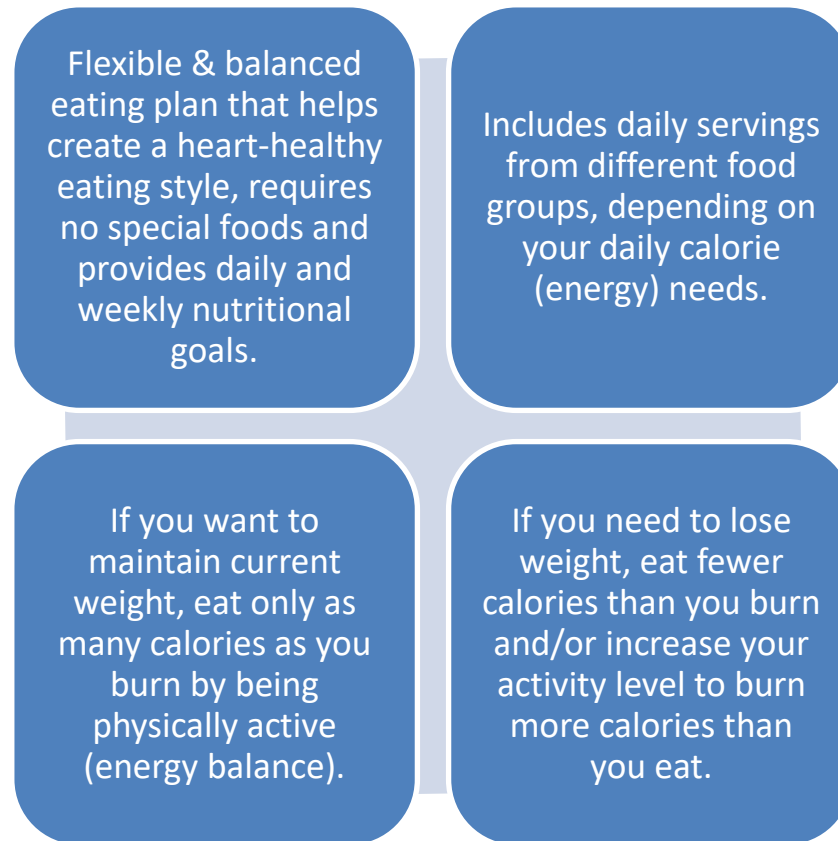 Flexible & balanced
eating plan that helps
create a heart-healthy
eating style, requires
no special foods and
provides daily and
weekly nutritional
goals.
Includes daily servings
from different food
groups, depending on
your daily calorie
(energy) needs.
If you want to
maintain current
weight, eat only as
many calories as you
burn by being
physically active
(energy balance).
If you need to lose
weight, eat fewer
calories than you burn
and/or increase your
activity level to burn
more calories than
you eat.